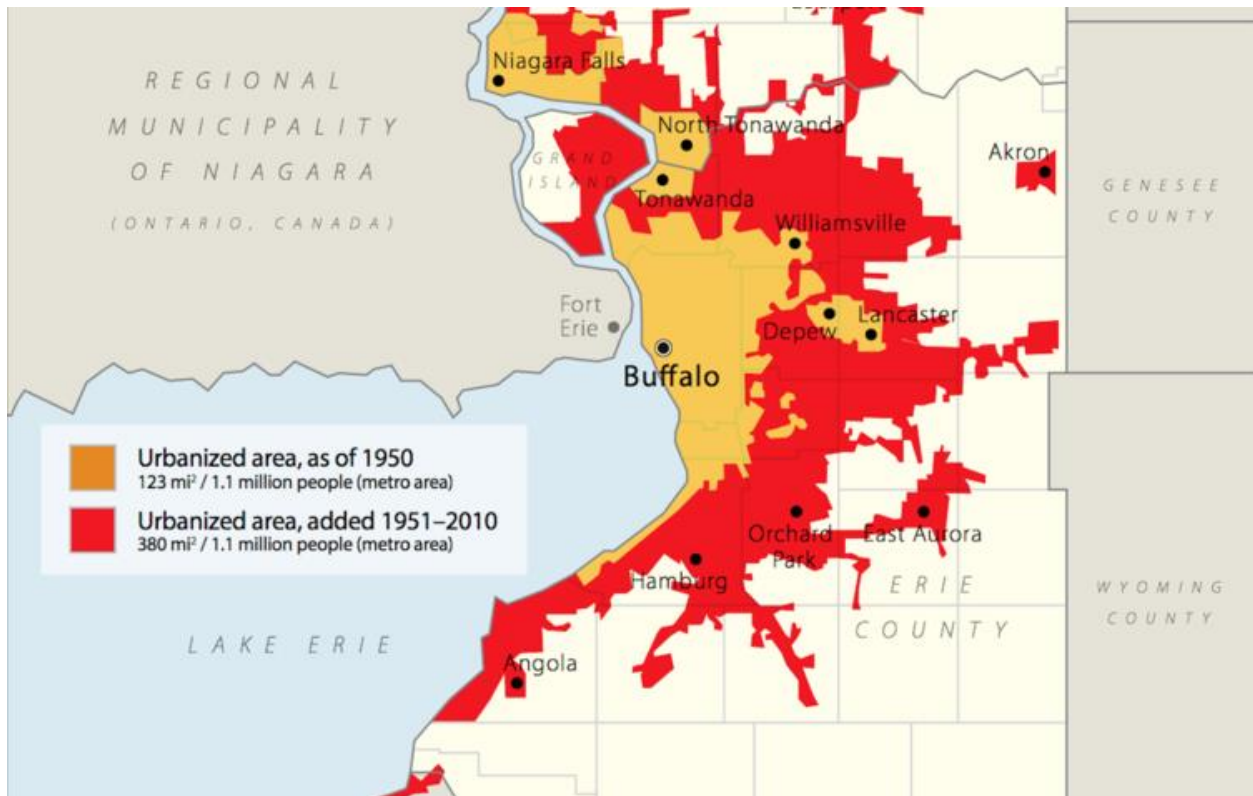 REGIONAL
MUNICIPALITY
OF NIAGARA
(ONTARIO, CANADA)
Niagara Falls
North Tonawanda
GRAND
ISLAND
Tonawanda
Akron
GENESEE
COUNTY
Williamsville
Fort
Erie
Depew
Lancaster
Buffalo
Urbanized area, as of 1950
123 mi² / 1.1 million people (metro area)
Urbanized area, added 1951–2010
380 mi² / 1.1 million people (metro area)
Orchard
Park
East Aurora
Hamburg
ERIE
COUNTY
WYOMING
COUNTY
LAKE ERIE
Angola